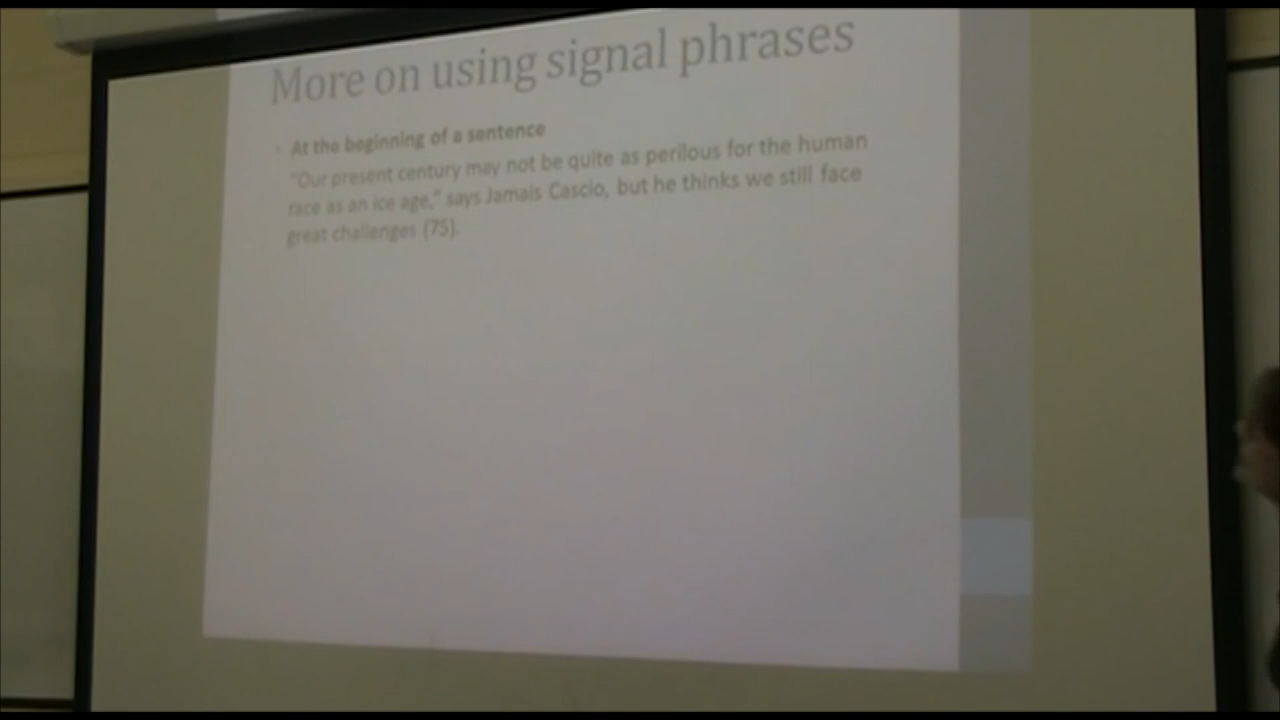 More on using signal phrases
At the beginning of a sentence
"Our present century may not be quite as perilous for the human
race as an ice age," says Jamais Cascio, but he thinks we still face
great challenges (75).